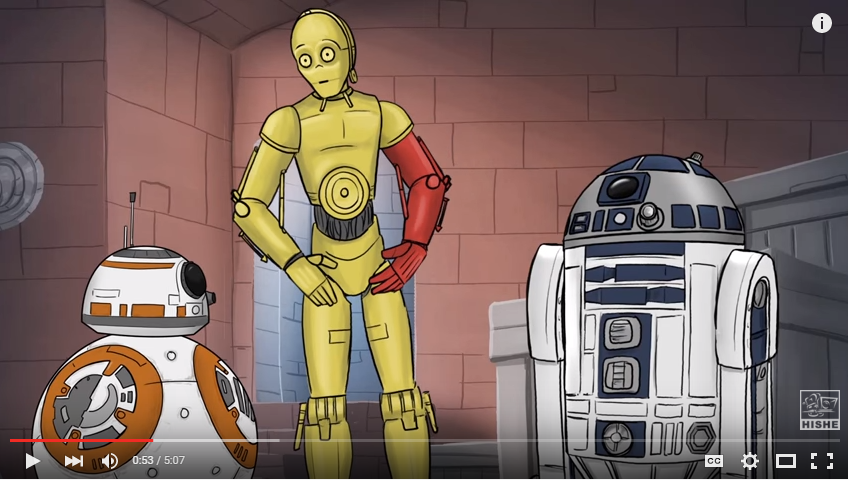 i
HISHE
0:53 / 5:07
CC